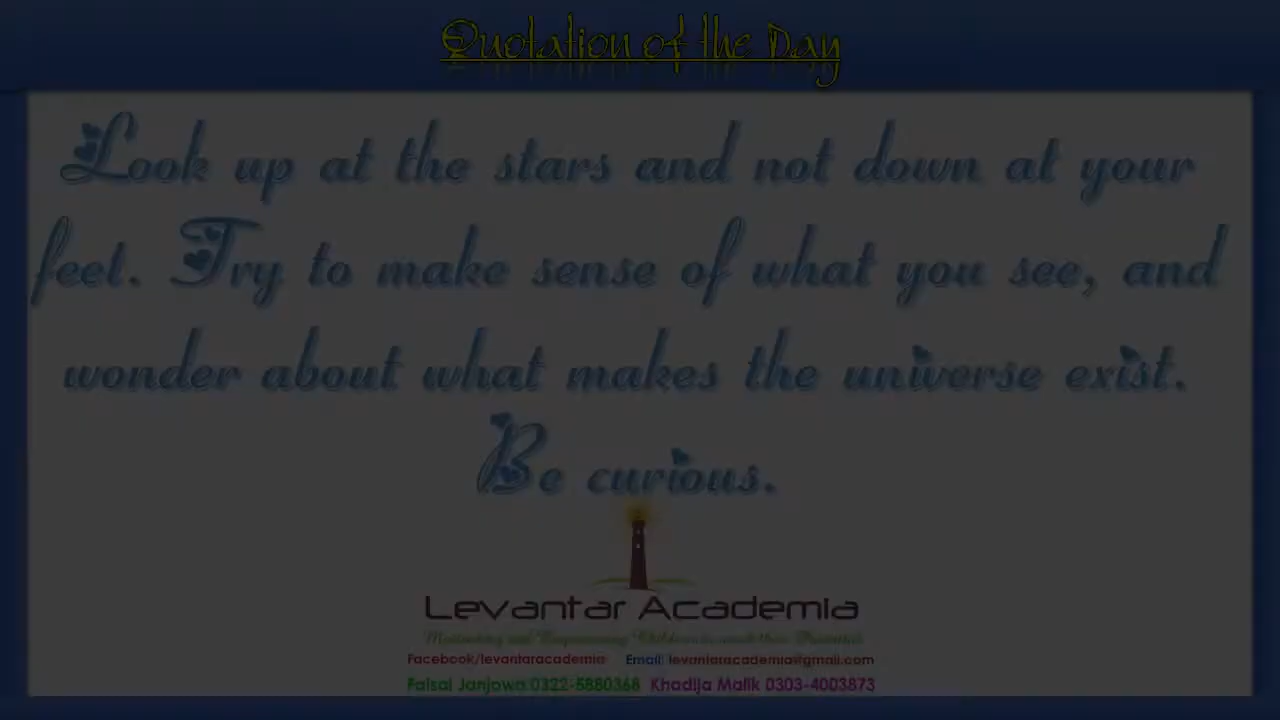 Quotation of the Day
Look up at the stars and not down at your
feet. Try to make sense of what you see, and
wonder about what makes the universe exist.
Be curious.
Levantar Academia
Mentoring and Empowering Children to reach their Potential
Facebook/levantaracademia Email: levantaracademia@gmail.com
Faisal Janjowa 0322-5880368 Khadija Malik 0303-4003873